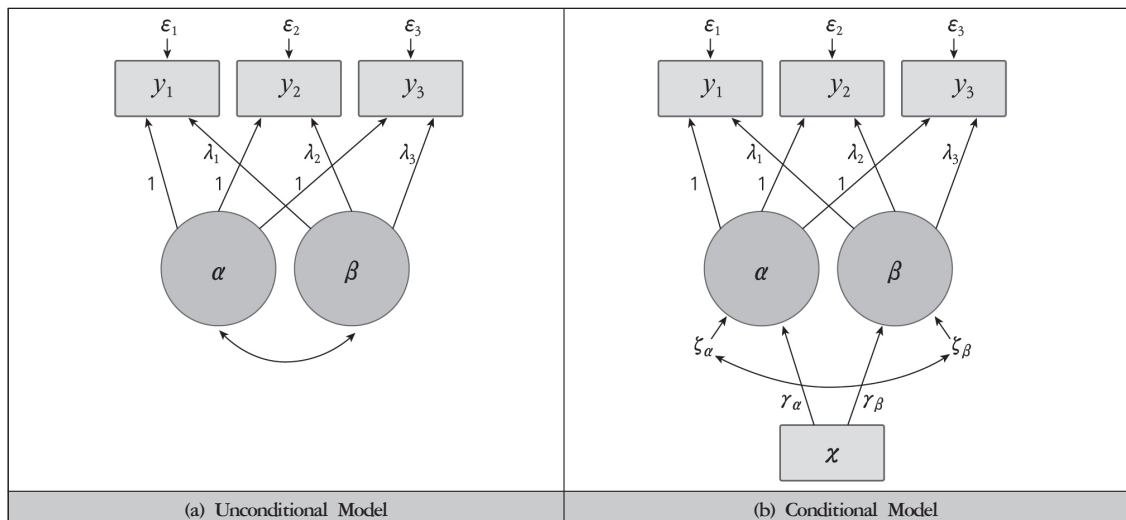 ε1 ε2 ε3
y1 y2 y3
λ1 λ2 λ3
1 1 1
α β
(a) Unconditional Model
ε1 ε2 ε3
y1 y2 y3
λ1 λ2 λ3
1 1 1
α β
ζα ζβ
γα γβ
x
(b) Conditional Model